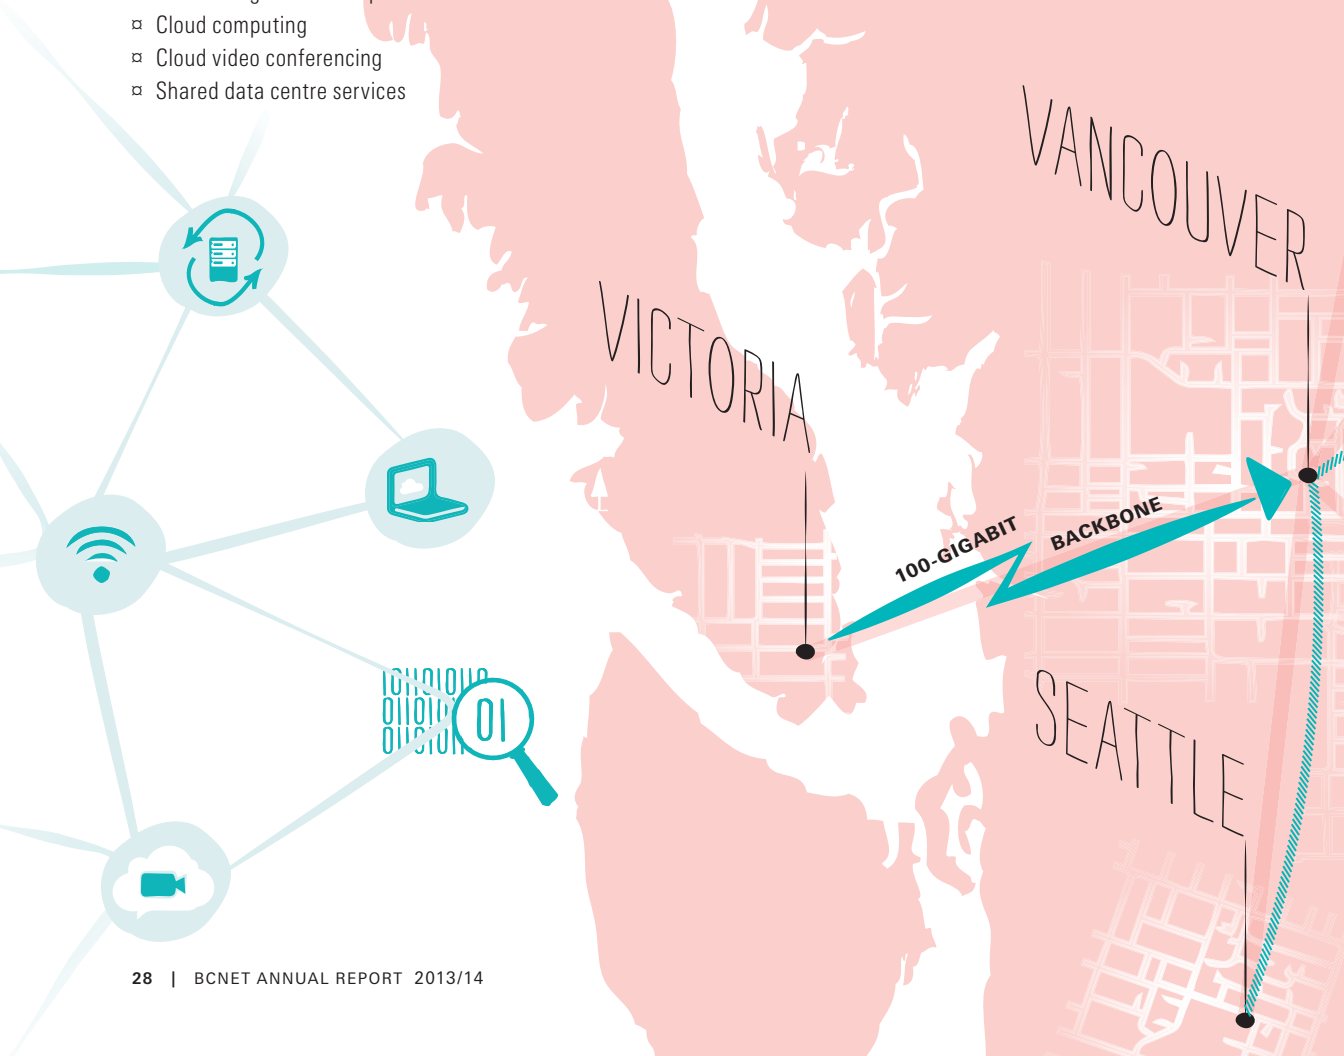 ¤ Cloud computing
¤ Cloud video conferencing
¤ Shared data centre services
VANCOUVER
VICTORIA
100-GIGABIT BACKBONE
SEATTLE
01
28 | BCNET ANNUAL REPORT 2013/14